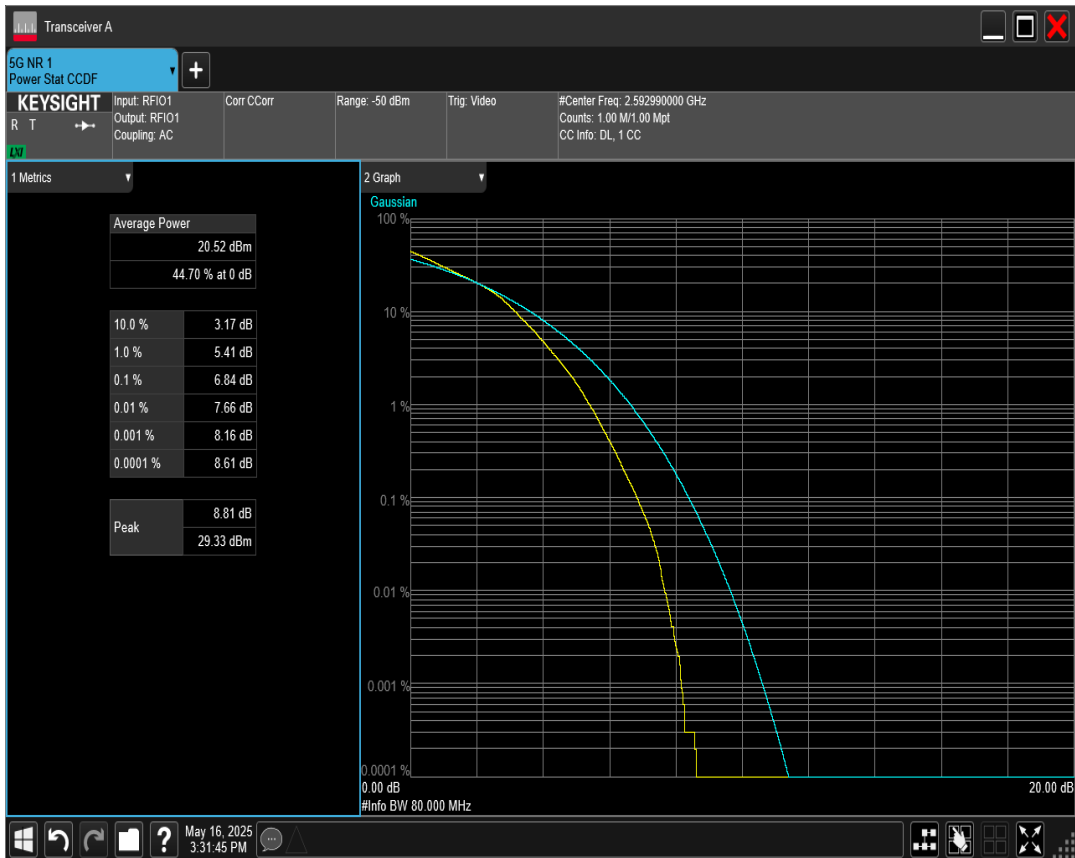 Transceiver A
5G NR 1
Power Stat CCDF
+
KEYSIGHT
R T
LXI
Input: RFIO1
Output: RFIO1
Coupling: AC
Corr CCorr
Range: -50 dBm
Trig: Video
#Center Freq: 2.592990000 GHz
Counts: 1.00 M/1.00 Mpt
CC Info: DL, 1 CC
1 Metrics
Average Power
20.52 dBm
44.70 % at 0 dB
10.0 % 3.17 dB
1.0 % 5.41 dB
0.1 % 6.84 dB
0.01 % 7.66 dB
0.001 % 8.16 dB
0.0001 % 8.61 dB
Peak
8.81 dB
29.33 dBm
2 Graph
Gaussian
100 %
10 %
1 %
0.1 %
0.01 %
0.001 %
0.0001 %
0.00 dB 20.00 dB
#Info BW 80.000 MHz
?
May 16, 2025
3:31:45 PM